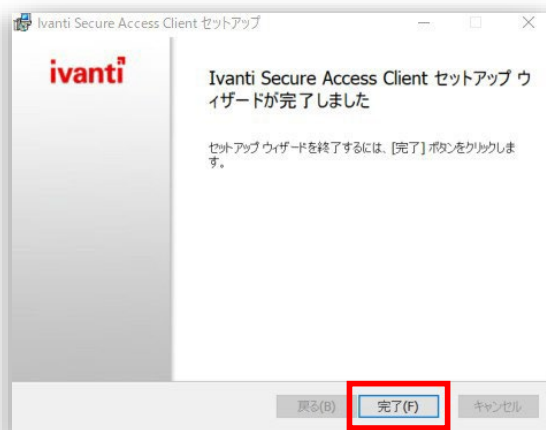 Ivanti Secure Access Client セットアップ
ivanti
Ivanti Secure Access Client セットアップ ウ
ィザードが完了しました
セットアップ ウィザードを終了するには、[完了] ボタンをクリックしま
す。
戻る(B)
完了(F)
キャンセル